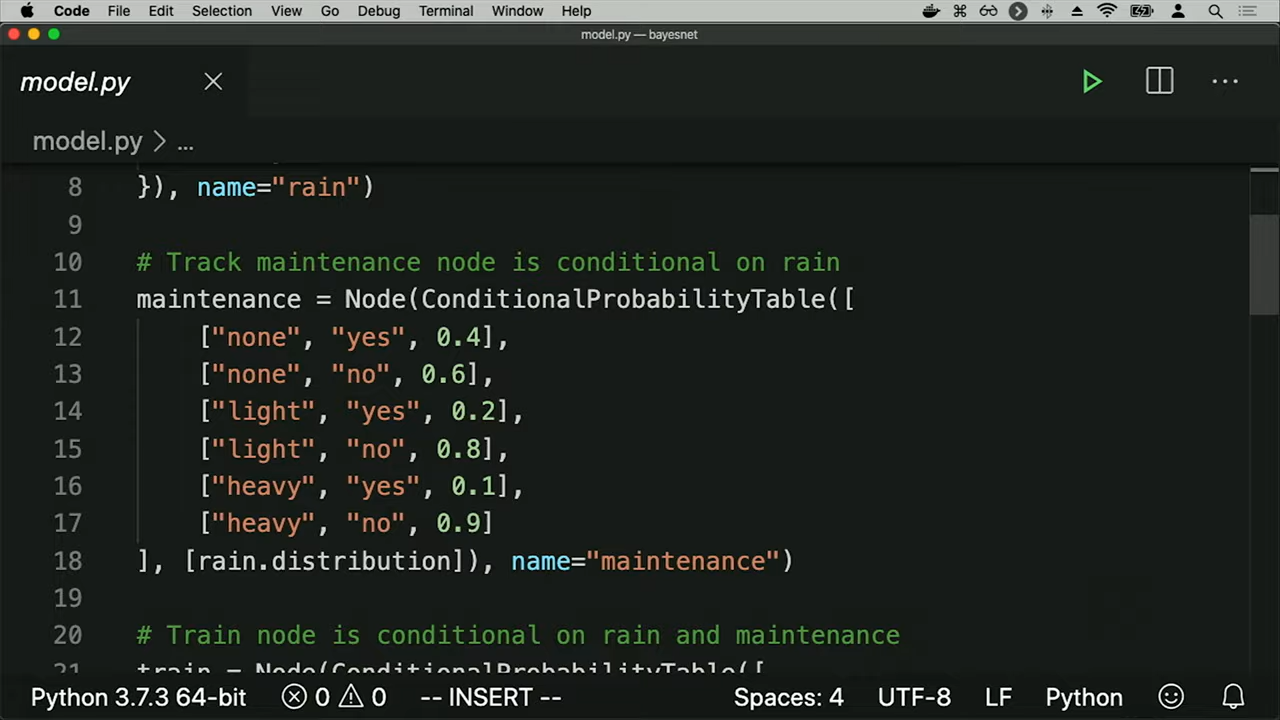 Code File Edit Selection View Go Debug Terminal Window Help
model.py — bayesnet
model.py
model.py > ...
8 }), name="rain")
9
10 # Track maintenance node is conditional on rain
11 maintenance = Node(ConditionalProbabilityTable([
12 ["none", "yes", 0.4],
13 ["none", "no", 0.6],
14 ["light", "yes", 0.2],
15 ["light", "no", 0.8],
16 ["heavy", "yes", 0.1],
17 ["heavy", "no", 0.9]
18 ], [rain.distribution]), name="maintenance")
19
20 # Train node is conditional on rain and maintenance
21 train = Node(ConditionalProbabilityTable([
Python 3.7.3 64-bit 0 0 -- INSERT -- Spaces: 4 UTF-8 LF Python